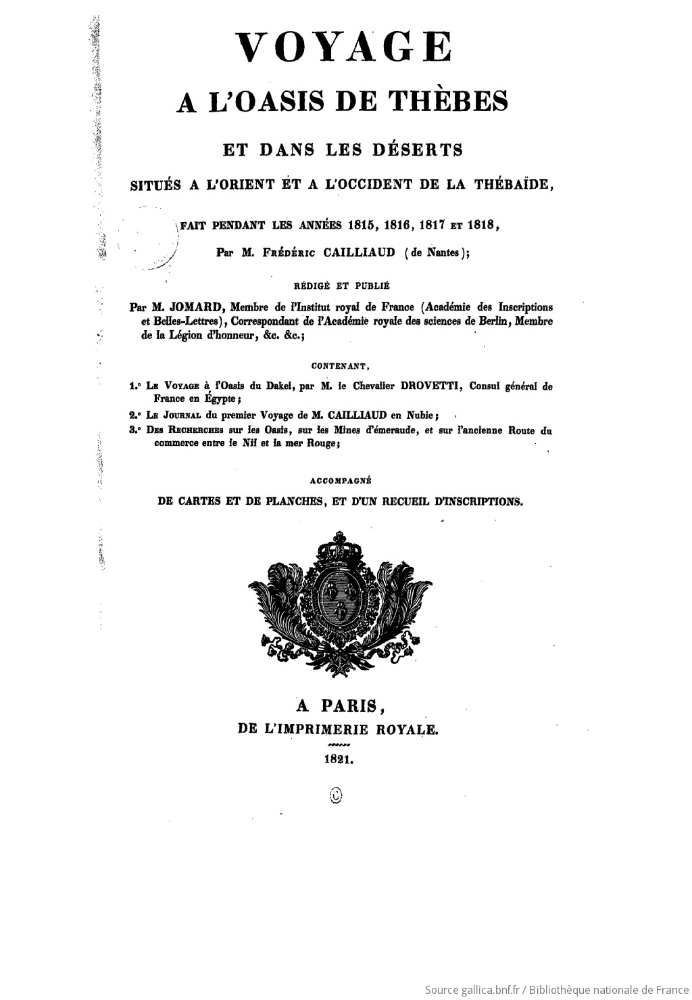 VOYAGE
A L'OASIS DE THÈBES
ET DANS LES DÉSERTS
SITUÉS A L'ORIENT ET A L'OCCIDENT DE LA THÉBAÏDE,
FAIT PENDANT LES ANNÉES 1815, 1816, 1817 ET 1818,
Par M. FRÉDÉRIC CAILLIAUD (de Nantes);
RÉDIGÉ ET PUBLIÉ
Par M. JOMARD, Membre de l'Institut royal de France (Académie des Inscriptions
et Belles-Lettres), Correspondant de l'Académie royale des sciences de Berlin, Membre
de la Légion d'honneur, &c. &c.;
CONTENANT,
1.° LE VOYAGE à l'Oasis du Dakel, par M. le Chevalier DROVETTI, Consul général de
France en Égypte;
2.° LE JOURNAL du premier Voyage de M. CAILLIAUD en Nubie;
3.° DES RECHERCHES sur les Oasis, sur les Mines d'émeraude, et sur l'ancienne Route du
commerce entre le Nil et la mer Rouge;
ACCOMPAGNÉ
DE CARTES ET DE PLANCHES, ET D'UN RECUEIL D'INSCRIPTIONS.
A PARIS,
DE L'IMPRIMERIE ROYALE.
1821.
©
Source gallica.bnf.fr / Bibliothèque nationale de France